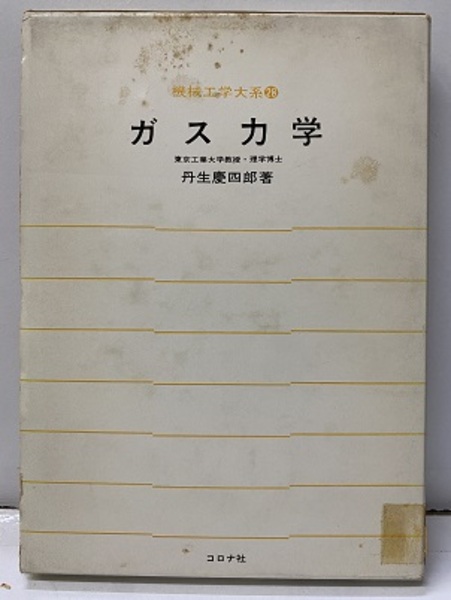 機械工学大系㉖
ガス力学
東京工業大学教授・理学博士
丹生慶四郎著
コロナ社